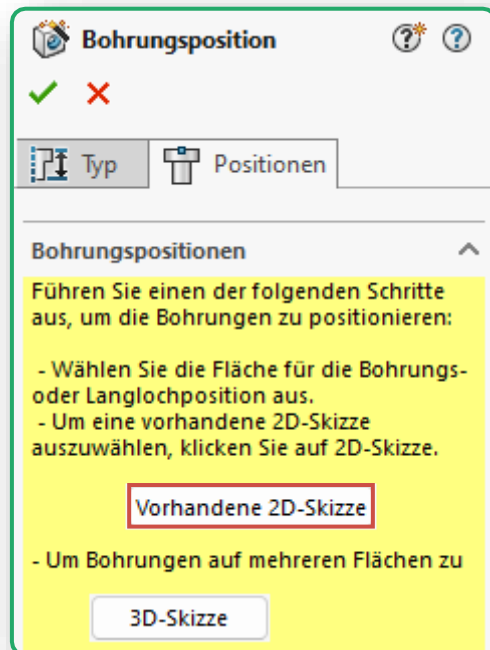 Bohrungsposition
Typ
Positionen
Bohrungspositionen
Führen Sie einen der folgenden Schritte
aus, um die Bohrungen zu positionieren:
- Wählen Sie die Fläche für die Bohrungs-
oder Langlochposition aus.
- Um eine vorhandene 2D-Skizze
auszuwählen, klicken Sie auf 2D-Skizze.
Vorhandene 2D-Skizze
- Um Bohrungen auf mehreren Flächen zu
3D-Skizze